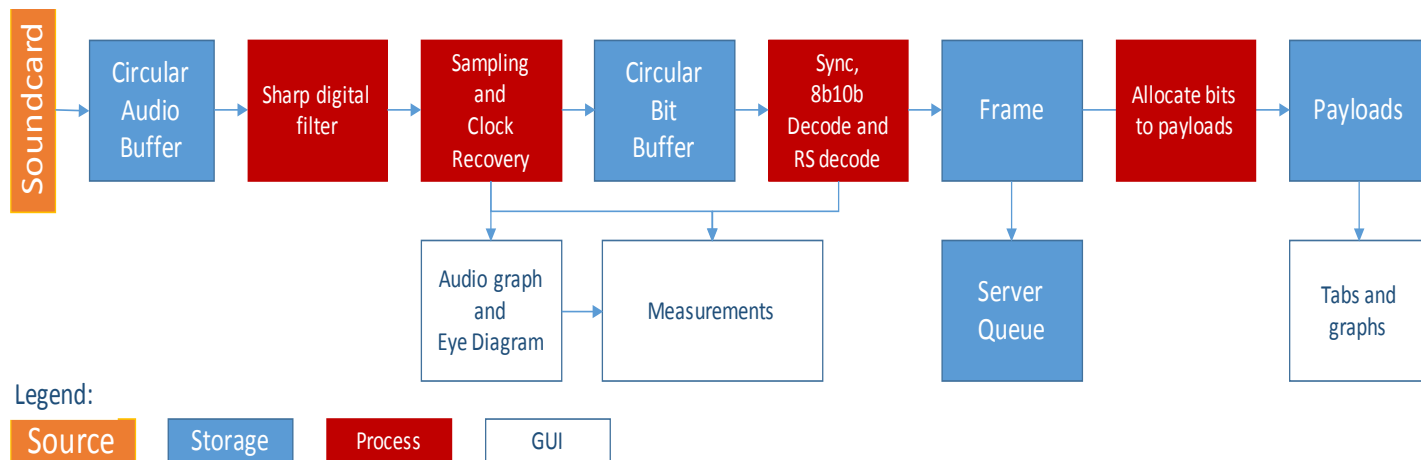 Soundcard
Circular
Audio
Buffer
Sharp digital
filter
Sampling
and
Clock
Recovery
Circular
Bit
Buffer
Sync,
8b10b
Decode and
RS decode
Frame
Allocate bits
to payloads
Payloads
Audio graph
and
Eye Diagram
Measurements
Server
Queue
Tabs and
graphs
Legend:
Source
Storage
Process
GUI